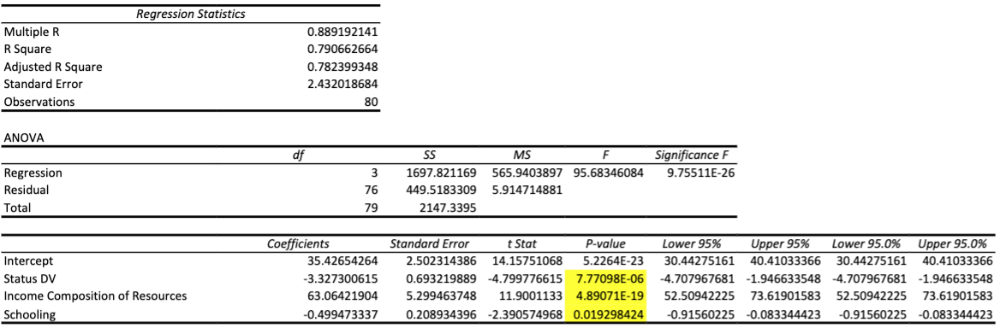 Regression Statistics
Multiple R 0.889192141
R Square 0.790662664
Adjusted R Square 0.782399348
Standard Error 2.432018684
Observations 80
ANOVA
df SS MS F Significance F
Regression 3 1697.821169 565.9403897 95.68346084 9.75511E-26
Residual 76 449.5183309 5.914714881
Total 79 2147.3395
Coefficients Standard Error t Stat P-value Lower 95% Upper 95% Lower 95.0% Upper 95.0%
Intercept 35.42654264 2.502314386 14.15751068 5.2264E-23 30.44275161 40.41033366 30.44275161 40.41033366
Status DV -3.327300615 0.693219889 -4.799776615 7.77098E-06 -4.707967681 -1.946633548 -4.707967681 -1.946633548
Income Composition of Resources 63.06421904 5.299463748 11.9001133 4.89071E-19 52.50942225 73.61901583 52.50942225 73.61901583
Schooling -0.499473337 0.208934396 -2.390574968 0.019298424 -0.91560225 -0.083344423 -0.91560225 -0.083344423